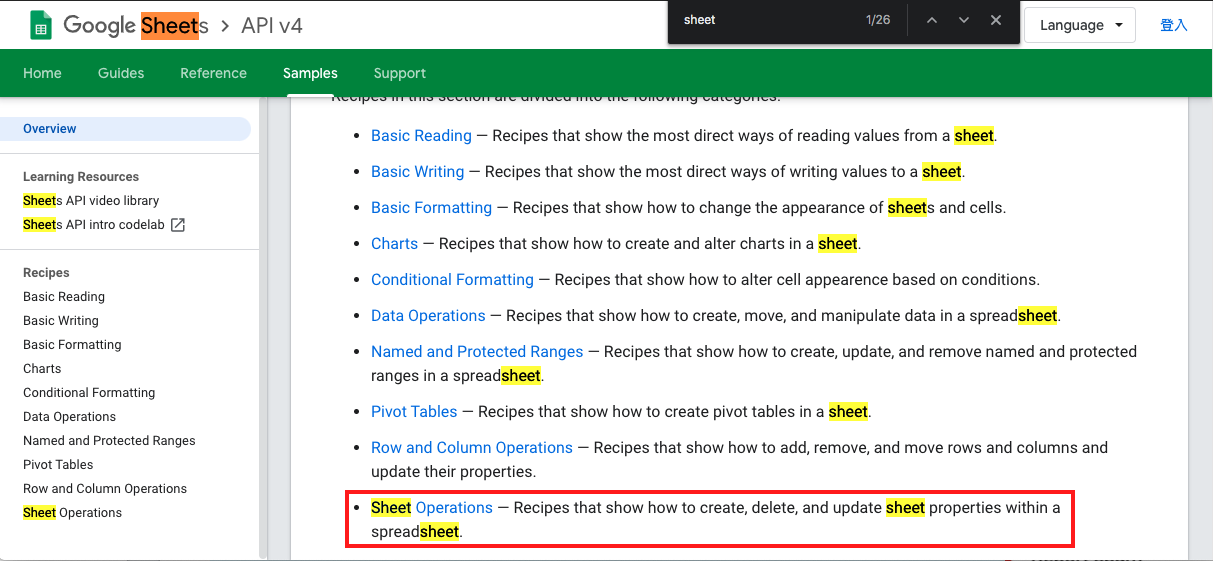 Google Sheets > API v4
sheet 1/26
Language
登入
Home Guides Reference Samples Support
Recipes in this section are divided into the following categories:
Overview
Learning Resources
Sheets API video library
Sheets API intro codelab
Recipes
Basic Reading
Basic Writing
Basic Formatting
Charts
Conditional Formatting
Data Operations
Named and Protected Ranges
Pivot Tables
Row and Column Operations
Sheet Operations
• Basic Reading — Recipes that show the most direct ways of reading values from a sheet.
• Basic Writing — Recipes that show the most direct ways of writing values to a sheet.
• Basic Formatting — Recipes that show how to change the appearance of sheets and cells.
• Charts — Recipes that show how to create and alter charts in a sheet.
• Conditional Formatting — Recipes that show how to alter cell appearence based on conditions.
• Data Operations — Recipes that show how to create, move, and manipulate data in a spreadsheet.
• Named and Protected Ranges — Recipes that show how to create, update, and remove named and protected
ranges in a spreadsheet.
• Pivot Tables — Recipes that show how to create pivot tables in a sheet.
• Row and Column Operations — Recipes that show how to add, remove, and move rows and columns and
update their properties.
• Sheet Operations — Recipes that show how to create, delete, and update sheet properties within a
spreadsheet.